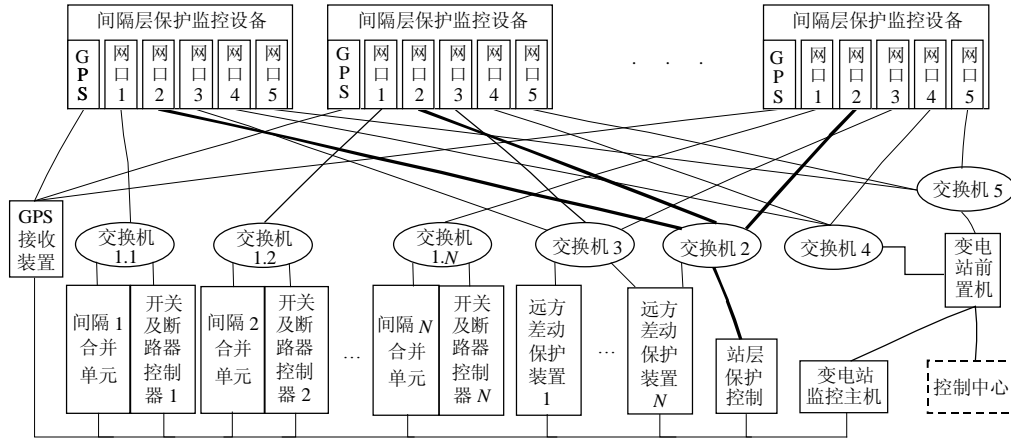 间隔层保护监控设备
G
P
S
网
口
1
网
口
2
网
口
3
网
口
4
网
口
5
间隔层保护监控设备
G
P
S
网
口
1
网
口
2
网
口
3
网
口
4
网
口
5
. . .
间隔层保护监控设备
G
P
S
网
口
1
网
口
2
网
口
3
网
口
4
网
口
5
GPS
接收
装置
交换机
1.1
交换机
1.2
交换机
1.N
交换机 3
交换机 2
交换机 4
交换机 5
变电
站前
置机
间隔 1
合并
单元
开关
及断
路器
控制
器 1
间隔 2
合并
单元
开关
及断
路器
控制
器 2
...
间隔 N
合并
单元
开关
及断
路器
控制
器 N
远方
差动
保护
装置
1
...
远方
差动
保护
装置
N
站层
保护
控制
变电站
监控主机
控制中心